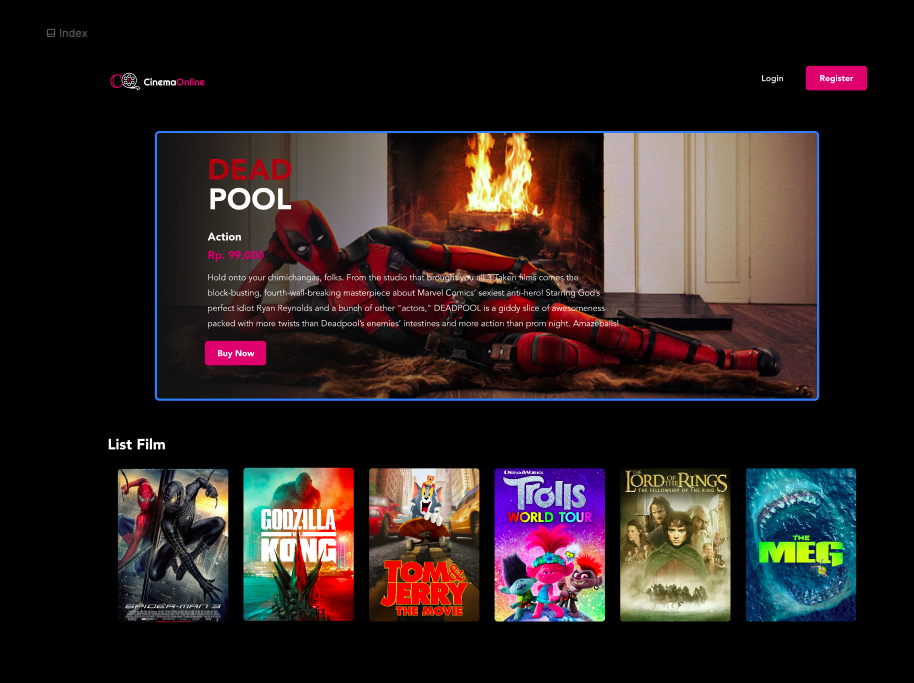 Index
CinemaOnline
Login
Register
DEAD
POOL
Action
Rp. 99,000
Hold onto your chimichangas, folks. From the studio that brought you all 3 Taken films comes the
block-busting, fourth-wall-breaking masterpiece about Marvel Comics' sexiest anti-hero! Starring God's
perfect idiot Ryan Reynolds and a bunch of other "actors," DEADPOOL is a giddy slice of awesomeness
packed with more twists than Deadpool's enemies' intestines and more action than prom night. Amazeballs!
Buy Now
List Film
SPIDER-MAN 3
GODZILLA
KONG
TOM&
JERRY
THE MOVIE
DREAMWORKS
Trolls
WORLD TOUR
THE
LORD OF THE RINGS
THE FELLOWSHIP OF THE RING
THE
MEG